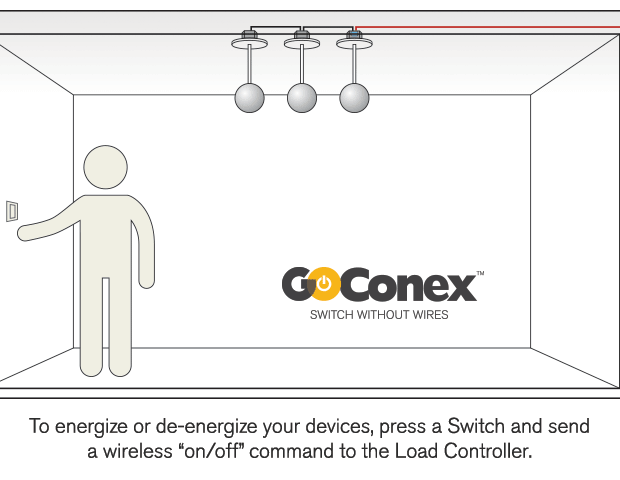 GoConex™
SWITCH WITHOUT WIRES
To energize or de-energize your devices, press a Switch and send
a wireless “on/off” command to the Load Controller.